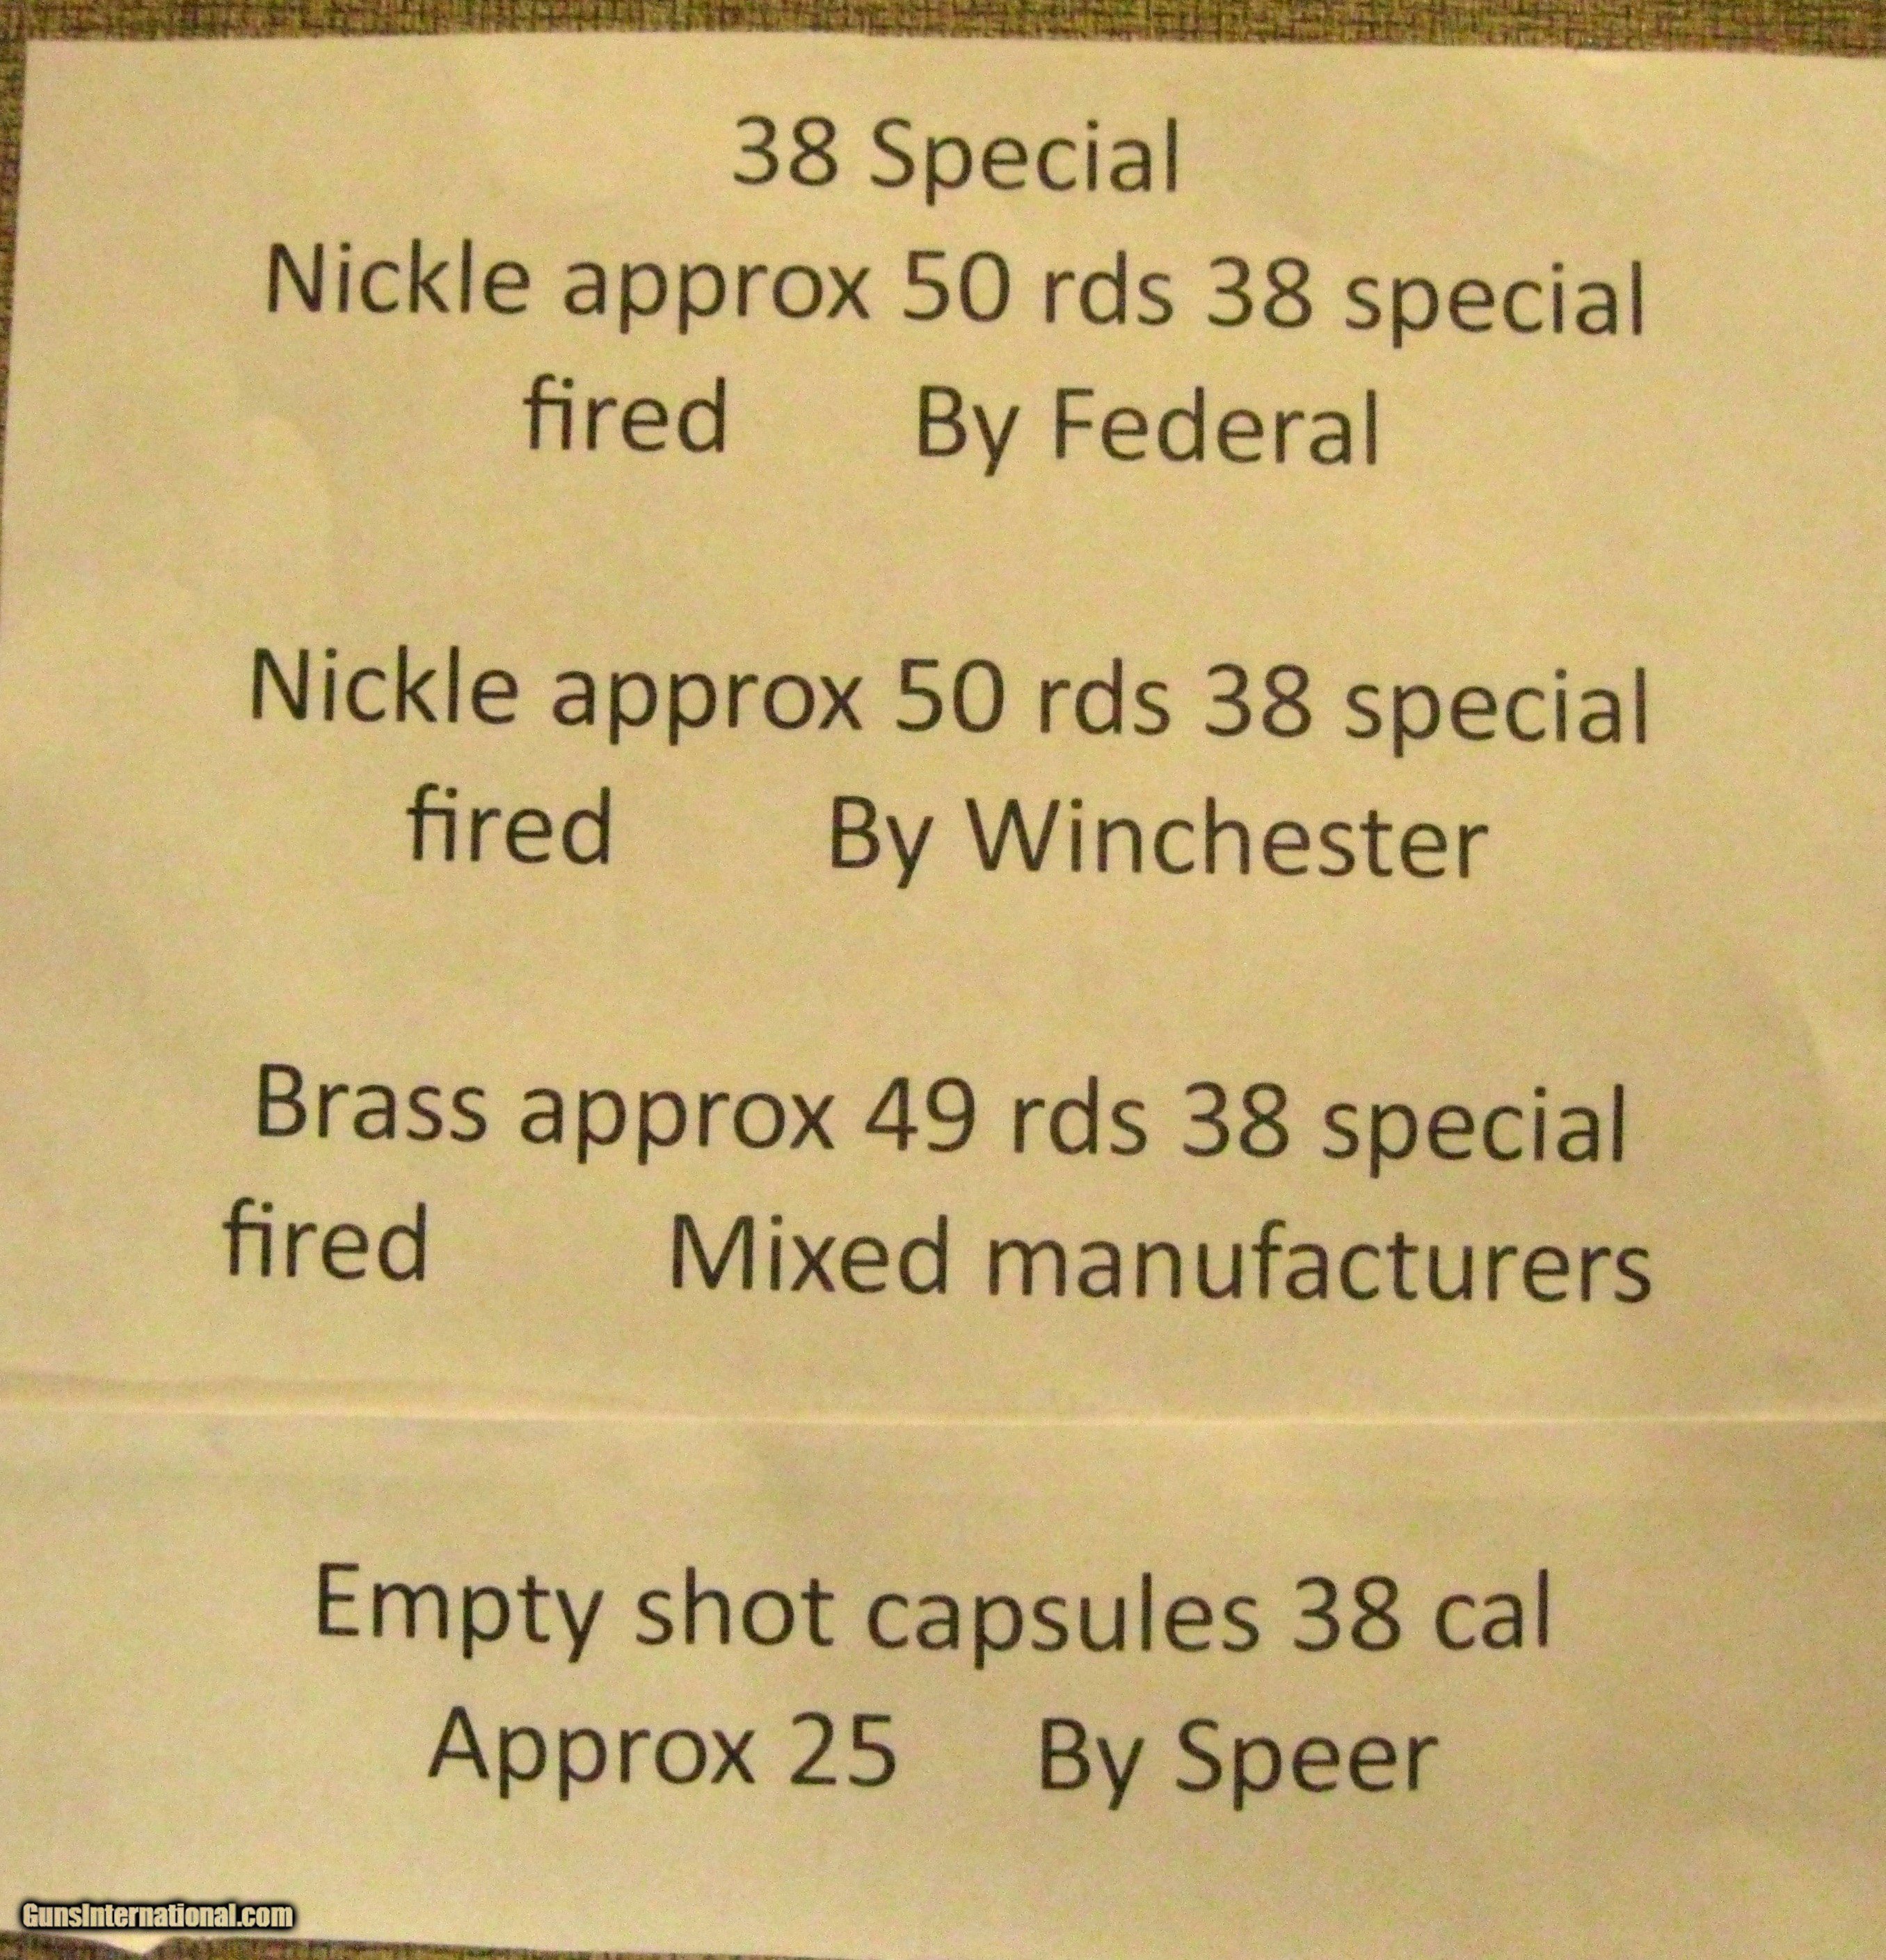 38 Special
Nickle approx 50 rds 38 special
fired By Federal
Nickle approx 50 rds 38 special
fired By Winchester
Brass approx 49 rds 38 special
fired Mixed manufacturers
Empty shot capsules 38 cal
Approx 25 By Speer
GunsInternational.com